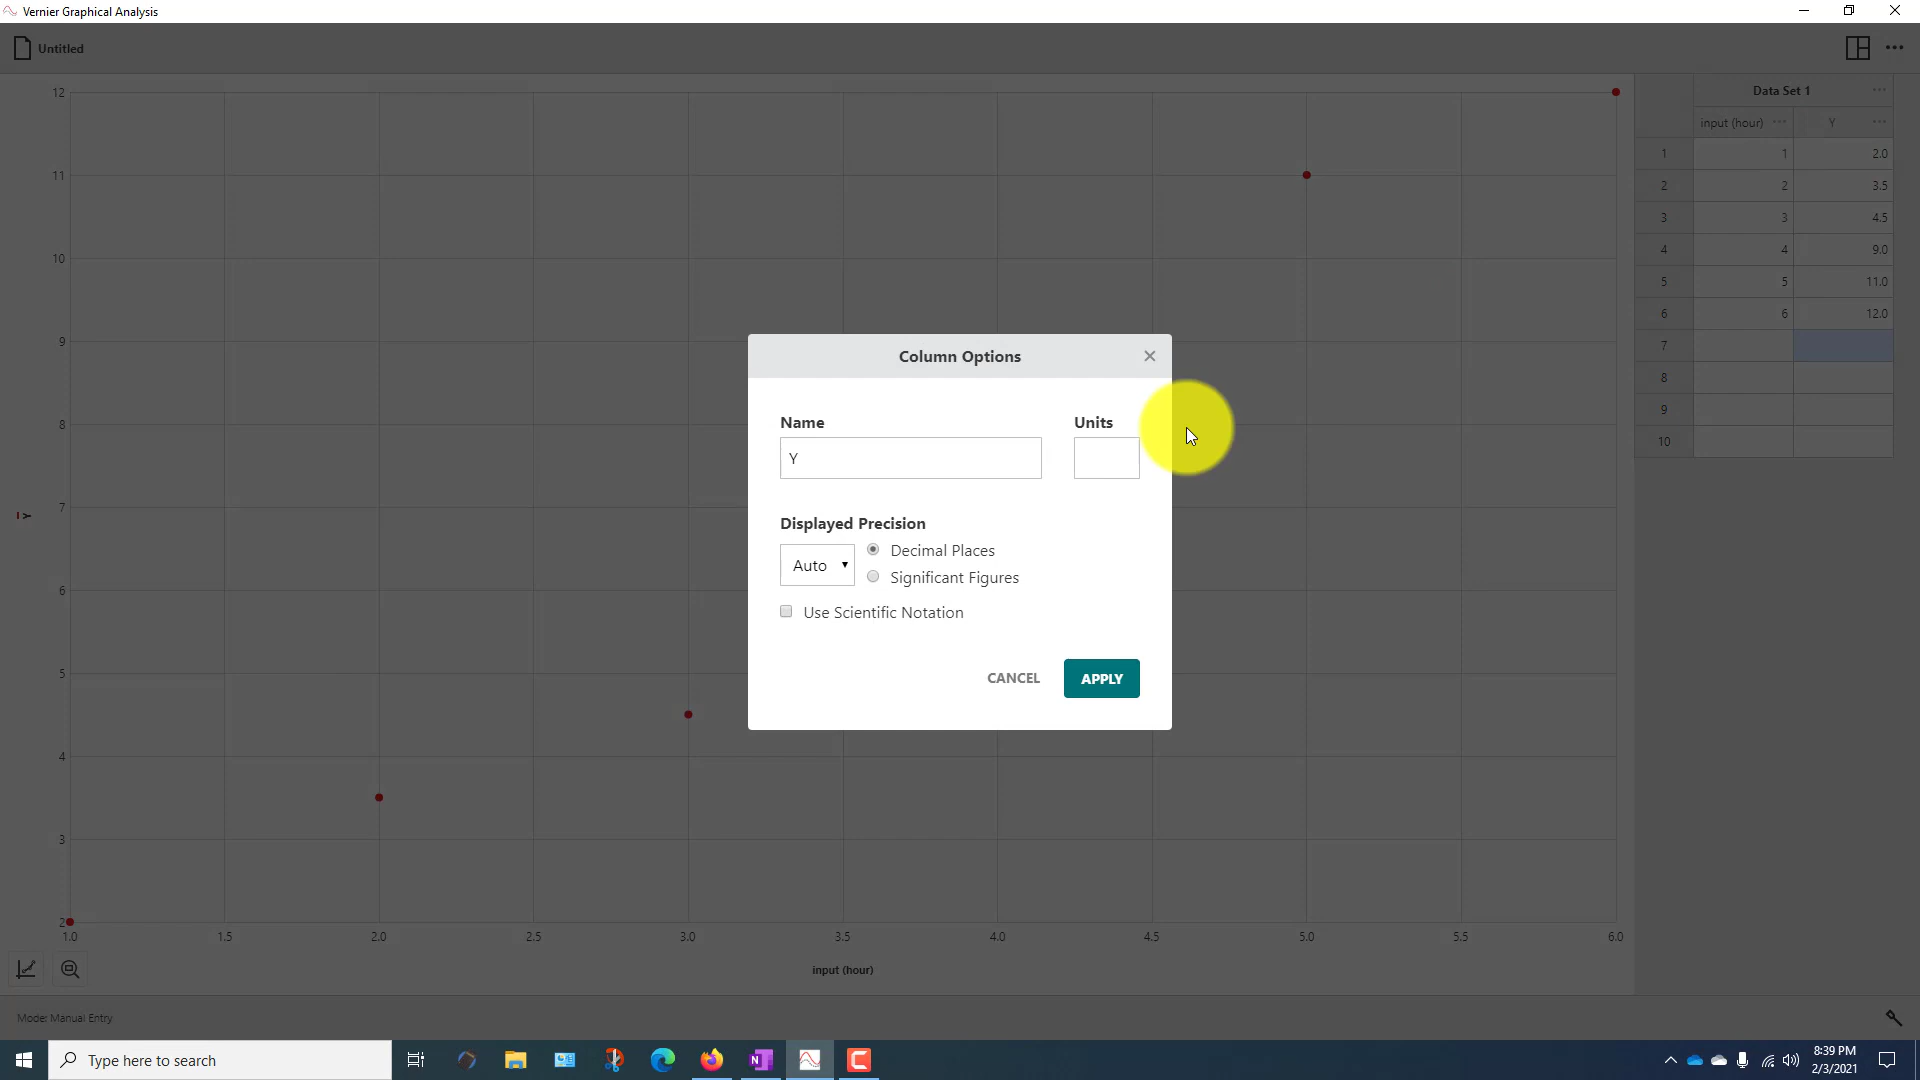 Vernier Graphical Analysis
Untitled
12
11
10
9
8
7
6
5
4
3
2
Y
1.0
1.5
2.0
2.5
3.0
3.5
4.0
4.5
5.0
5.5
6.0
input (hour)
Data Set 1
input (hour) Y
1 1 2.0
2 2 3.5
3 3 4.5
4 4 9.0
5 5 11.0
6 6 12.0
7
8
9
10
Column Options
Name
Units
Y
Displayed Precision
Auto
Decimal Places
Significant Figures
Use Scientific Notation
CANCEL
APPLY
Mode: Manual Entry
Type here to search
N
C
8:39 PM
2/3/2021